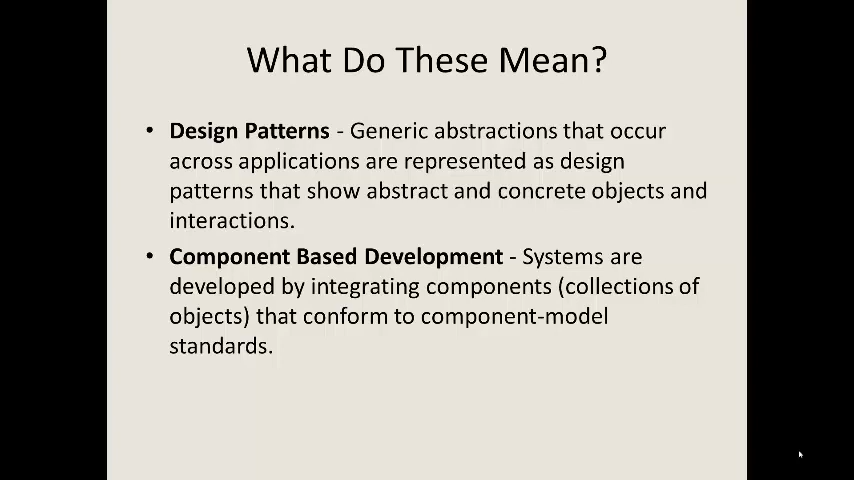 What Do These Mean?
• Design Patterns - Generic abstractions that occur
across applications are represented as design
patterns that show abstract and concrete objects and
interactions.
• Component Based Development - Systems are
developed by integrating components (collections of
objects) that conform to component-model
standards.